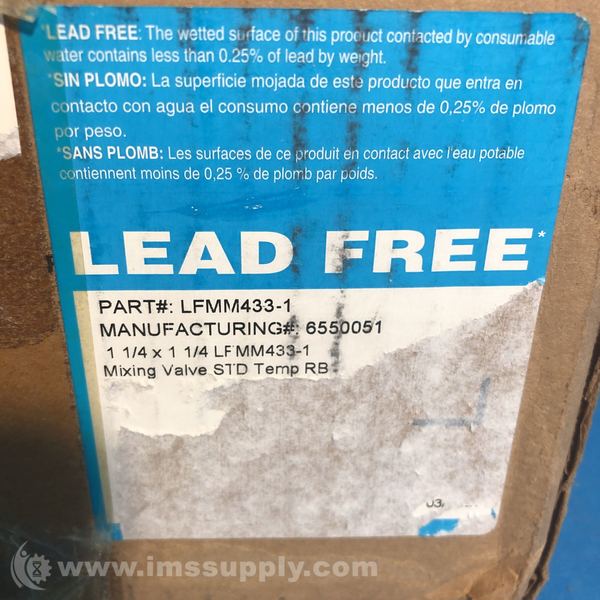 *LEAD FREE: The wetted surface of this product contacted by consumable
water contains less than 0.25% of lead by weight.
*SIN PLOMO: La superficie mojada de este producto que entra en
contacto con agua el consumo contiene menos de 0,25% de plomo
por peso.
*SANS PLOMB: Les surfaces de ce produit en contact avec l'eau potable
contiennent moins de 0,25 % de plomb par poids.
LEAD FREE*
PART#: LFMM433-1
MANUFACTURING#: 6550051
1 1/4 x 1 1/4 LFMM433-1
Mixing Valve STD Temp RB
www.imssupply.com